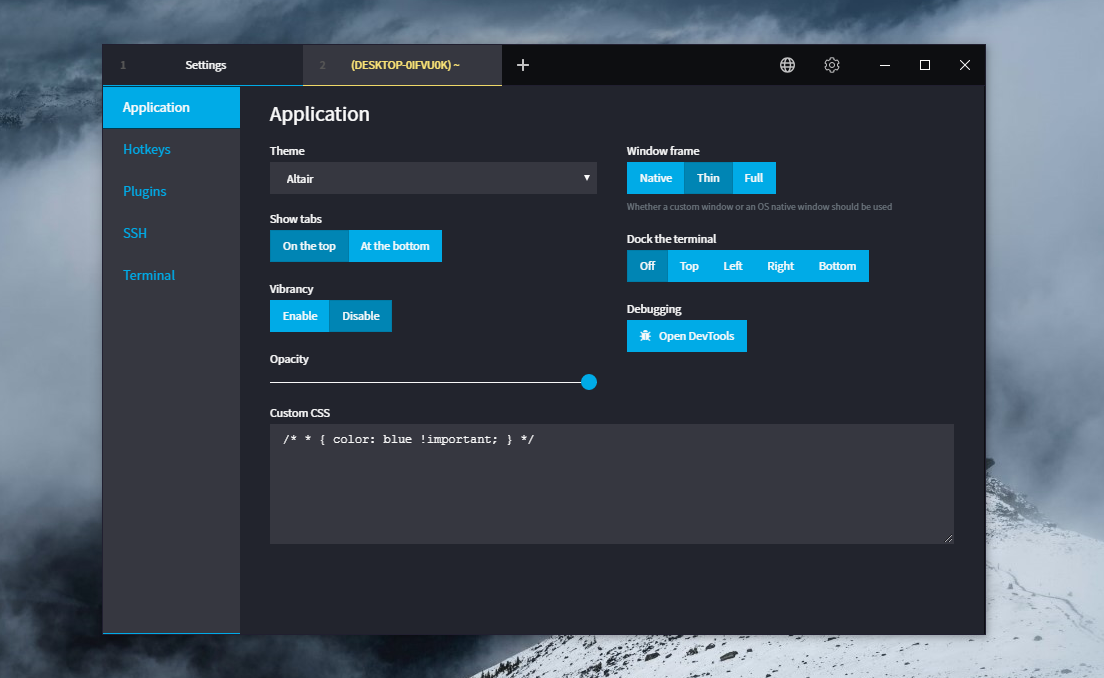 1 Settings 2 (DESKTOP-0IFVU0K) ~ +
Application
Hotkeys
Plugins
SSH
Terminal
Application
Theme
Altair
Show tabs
On the top At the bottom
Vibrancy
Enable Disable
Opacity
Window frame
Native Thin Full
Whether a custom window or an OS native window should be used
Dock the terminal
Off Top Left Right Bottom
Debugging
Open DevTools
Custom CSS
/* * { color: blue !important; } */